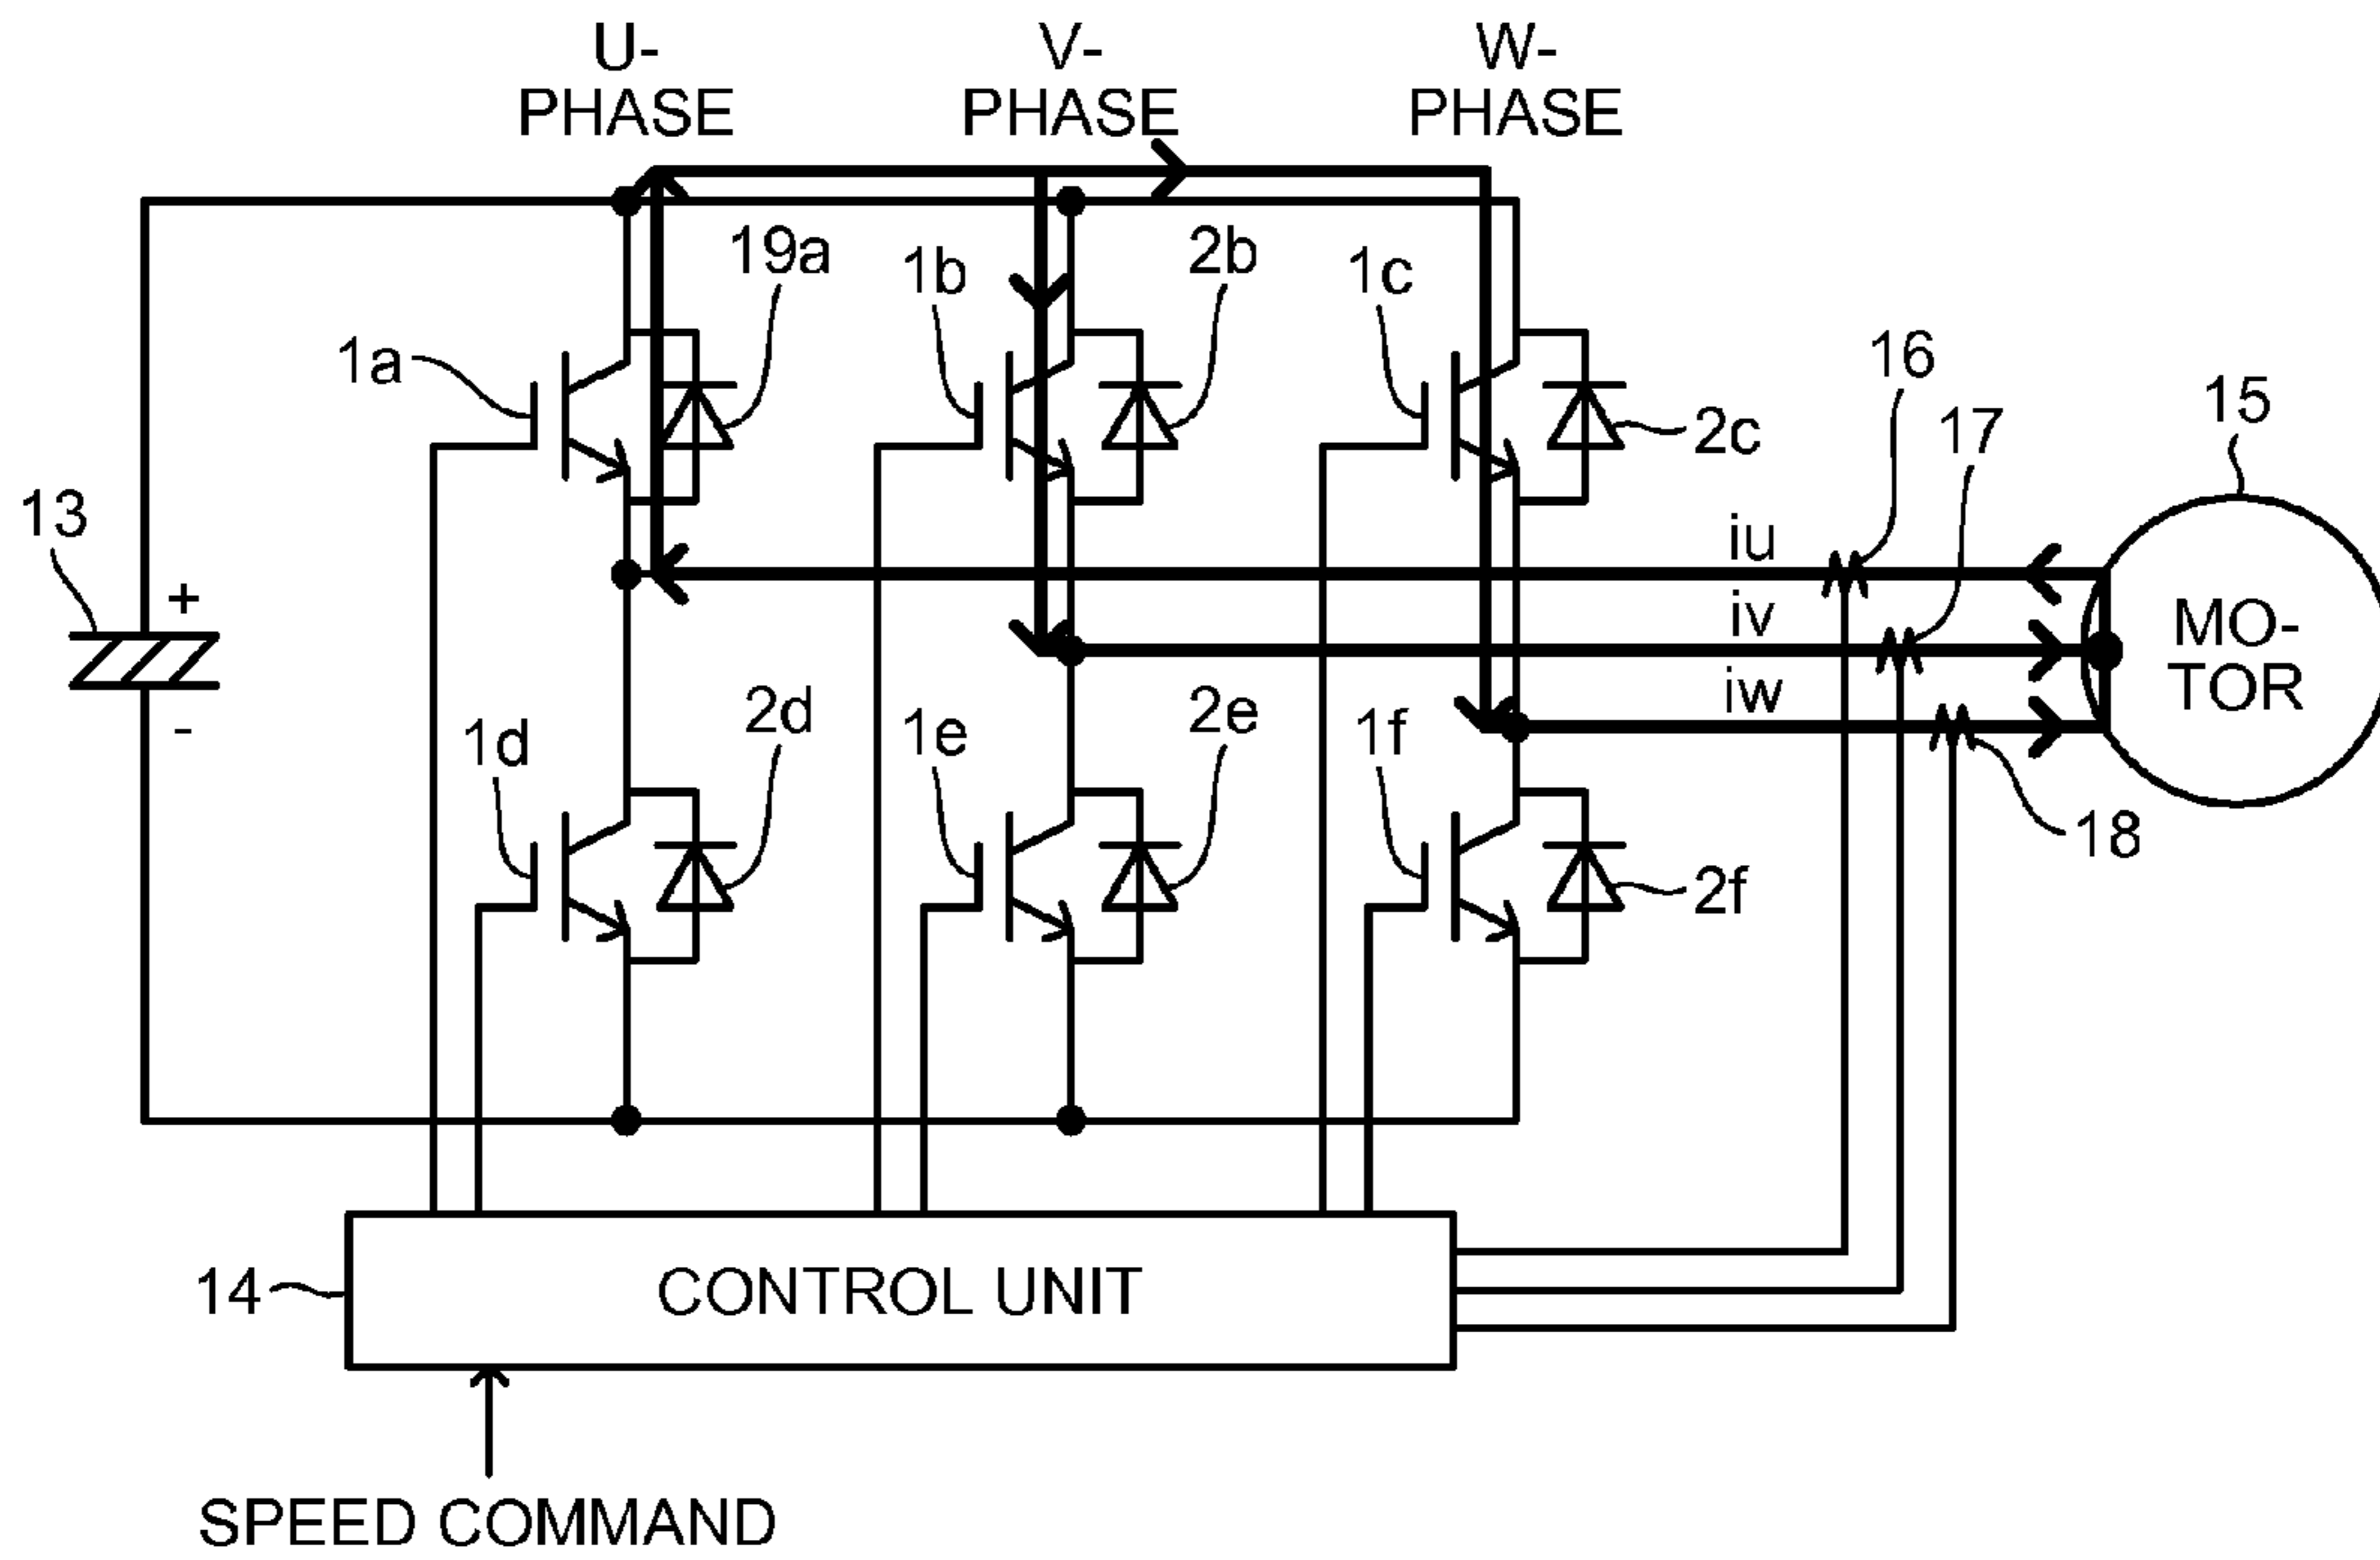 U-
PHASE
V-
PHASE
W-
PHASE
19a
1b
2b
1c
1a
16
15
17
2c
13
iu
+
iv
MO-
TOR
iw
-
1d
2d
1e
2e
1f
18
2f
14
CONTROL UNIT
SPEED COMMAND